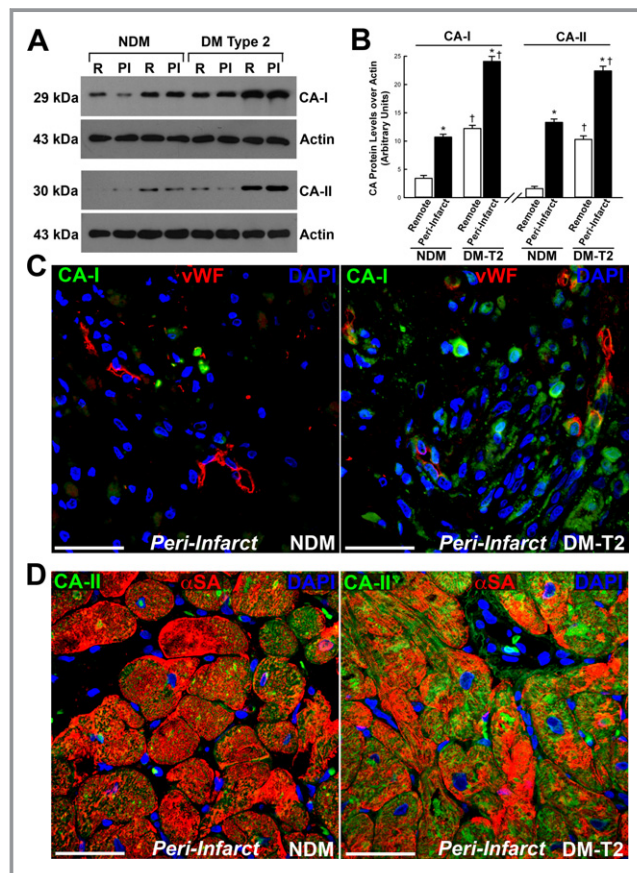 A
NDM DM Type 2
R PI R PI R PI R PI
29 kDa CA-I
43 kDa Actin
30 kDa CA-II
43 kDa Actin
B
CA-I CA-II
CA Protein Levels over Actin
(Arbitrary Units)
25
20
15
10
5
0
* † *† * † *†
Remote Peri-Infarct Remote Peri-Infarct Remote Peri-Infarct Remote Peri-Infarct
NDM DM-T2 NDM DM-T2
C
CA-I vWF DAPI
Peri-Infarct NDM
CA-I vWF DAPI
Peri-Infarct DM-T2
D
CA-II αSA DAPI
Peri-Infarct NDM
CA-II αSA DAPI
Peri-Infarct DM-T2